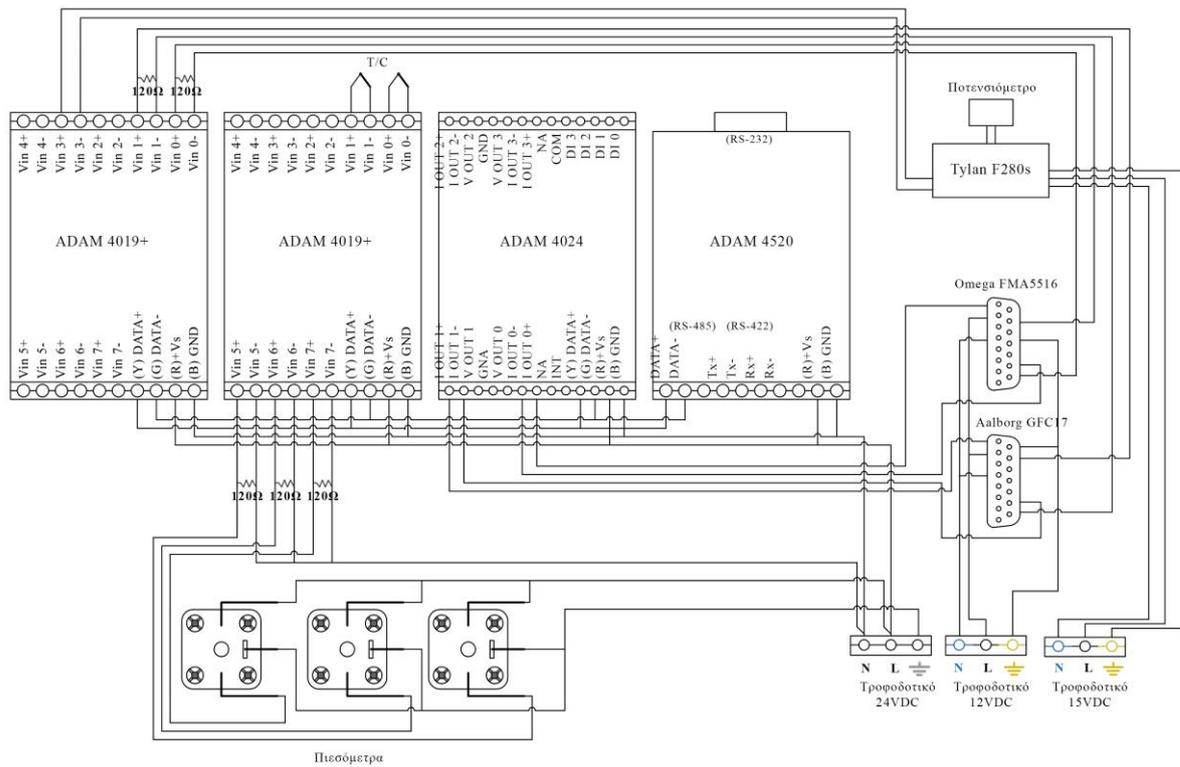 T/C
120Ω 120Ω
Vin 4+
Vin 4-
Vin 3+
Vin 3-
Vin 2+
Vin 2-
Vin 1+
Vin 1-
Vin 0+
Vin 0-
ADAM 4019+
Vin 5+
Vin 5-
Vin 6+
Vin 6-
Vin 7+
Vin 7-
(Y) DATA+
(G) DATA-
(R)+Vs
(B) GND
Vin 4+
Vin 4-
Vin 3+
Vin 3-
Vin 2+
Vin 2-
Vin 1+
Vin 1-
Vin 0+
Vin 0-
ADAM 4019+
Vin 5+
Vin 5-
Vin 6+
Vin 6-
Vin 7+
Vin 7-
(Y) DATA+
(G) DATA-
(R)+Vs
(B) GND
I OUT 2+
I OUT 2-
V OUT 2
GND
V OUT 3
I OUT 3-
I OUT 3+
NA
COM
DI 3
DI 2
DI 1
DI 0
ADAM 4024
I OUT 1+
I OUT 1-
V OUT 1
GNA
V OUT 0
I OUT 0-
I OUT 0+
NA
INT
(Y) DATA+
(G) DATA-
(R)+Vs
(B) GND
(RS-232)
ADAM 4520
(RS-485) (RS-422)
DATA+
DATA-
Tx+
Tx-
Rx+
Rx-
(R)+Vs
(B) GND
Ποτενσιόμετρο
Tylan F280s
Omega FMA5516
Aalborg GFC17
120Ω 120Ω 120Ω
N L
Τροφοδοτικό
24VDC
N L
Τροφοδοτικό
12VDC
N L
Τροφοδοτικό
15VDC
Πιεσόμετρα